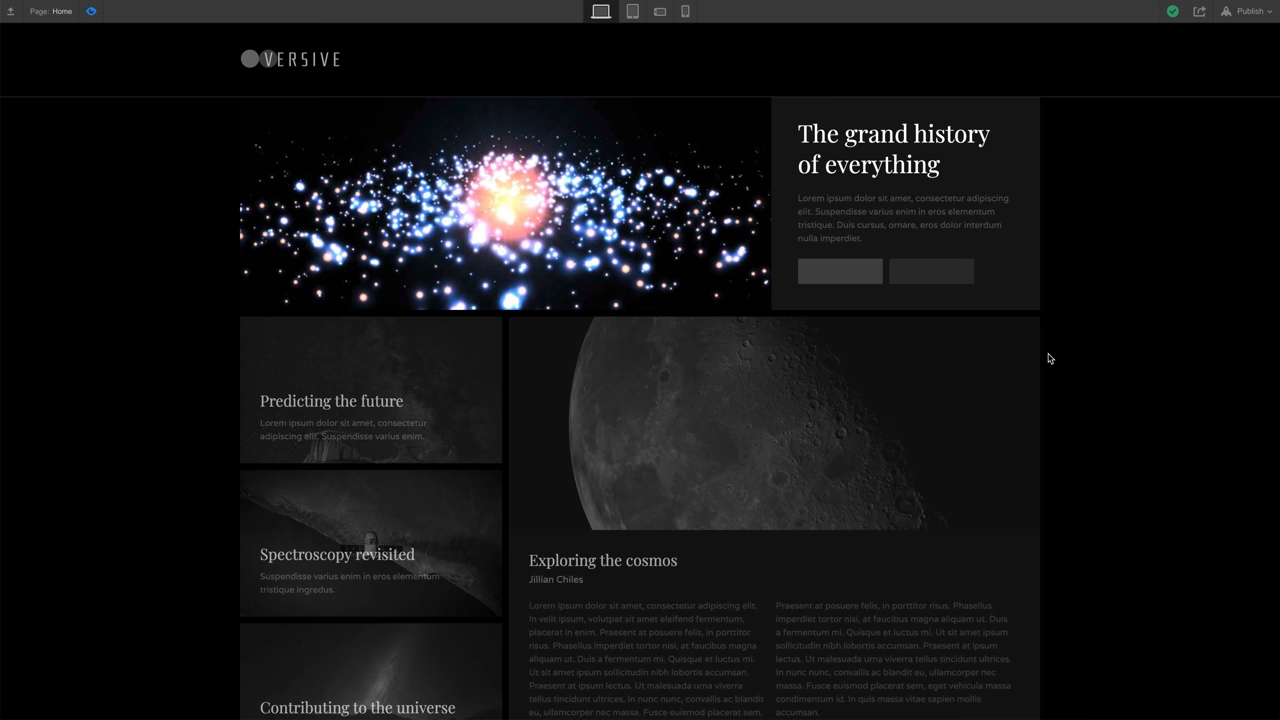 Page: Home
Publish
VERSIVE
The grand history
of everything
Lorem ipsum dolor sit amet, consectetur adipiscing
elit. Suspendisse varius enim in eros elementum
tristique. Duis cursus, ornare, eros dolor interdum
nulla imperdiet.
Predicting the future
Lorem ipsum dolor sit amet, consectetur
adipiscing elit. Suspendisse varius enim.
Spectroscopy revisited
Suspendisse varius enim in eros elementum
tristique ingredus.
Contributing to the universe
Exploring the cosmos
Jillian Chiles
Lorem ipsum dolor sit amet, consectetur adipiscing elit.
In velit ipsum, volutpat sit amet eleifend fermentum,
placerat in enim. Praesent at posuere felis, in porttitor
risus. Phasellus imperdiet tortor nisi, at faucibus magna
aliquam ut. Duis a fermentum mi. Quisque et luctus mi.
Ut sit amet ipsum sollicitudin nibh lobortis accumsan.
Praesent at ipsum lectus. Ut malesuada urna viverra
tellus tincidunt ultrices. In nunc nunc, convallis ac blandit
eu, ullamcorper nec massa. Fusce euismod placerat sem,
Praesent at posuere felis, in porttitor risus. Phasellus
imperdiet tortor nisi, at faucibus magna aliquam ut. Duis
a fermentum mi. Quisque et luctus mi. Ut sit amet ipsum
sollicitudin nibh lobortis accumsan. Praesent at ipsum
lectus. Ut malesuada urna viverra tellus tincidunt ultrices.
In nunc nunc, convallis ac blandit eu, ullamcorper nec
massa. Fusce euismod placerat sem, eget vehicula massa
condimentum id. In quis massa vitae sapien mollis
accumsan.